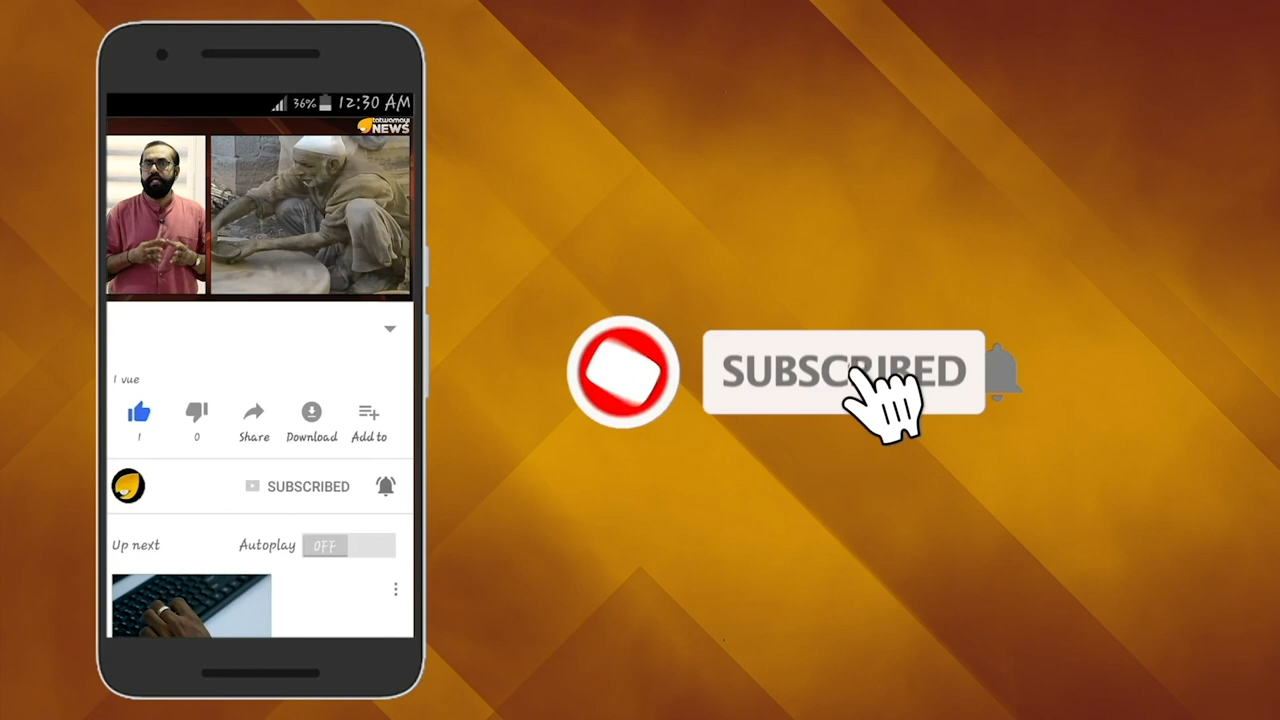 36% 12:30 AM
tatwamayi
NEWS
1 vue
1
0
Share
Download
Add to
SUBSCRIBED
Up next
Autoplay
OFF
SUBSCRIBED